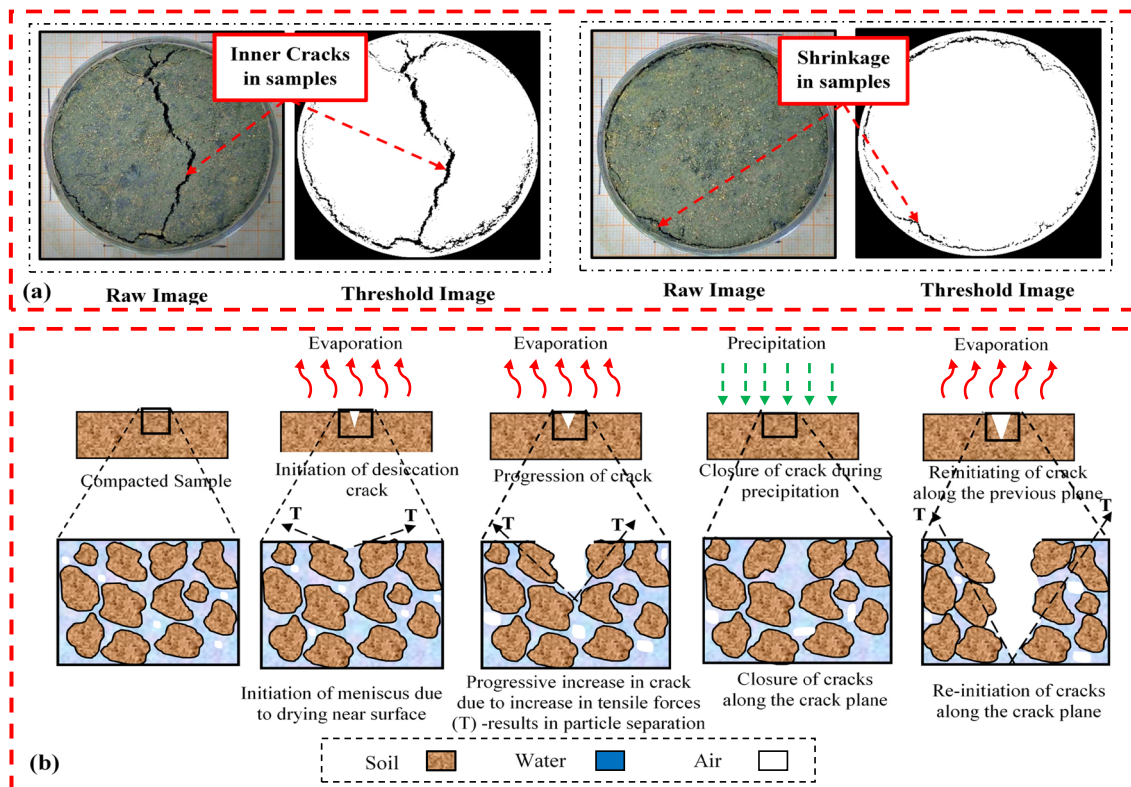 Inner Cracks
in samples
Shrinkage
in samples
(a)
Raw Image
Threshold Image
Raw Image
Threshold Image
Evaporation
Evaporation
Precipitation
Evaporation
Compacted Sample
Initiation of desiccation
crack
Progression of crack
Closure of crack during
precipitation
Reinitiating of crack
along the previous plane
T
T
T
T
T
T
Initiation of meniscus due
to drying near surface
Progressive increase in crack
due to increase in tensile forces
(T) -results in particle separation
Closure of cracks
along the crack plane
Re-initiation of cracks
along the crack plane
(b)
Soil
Water
Air